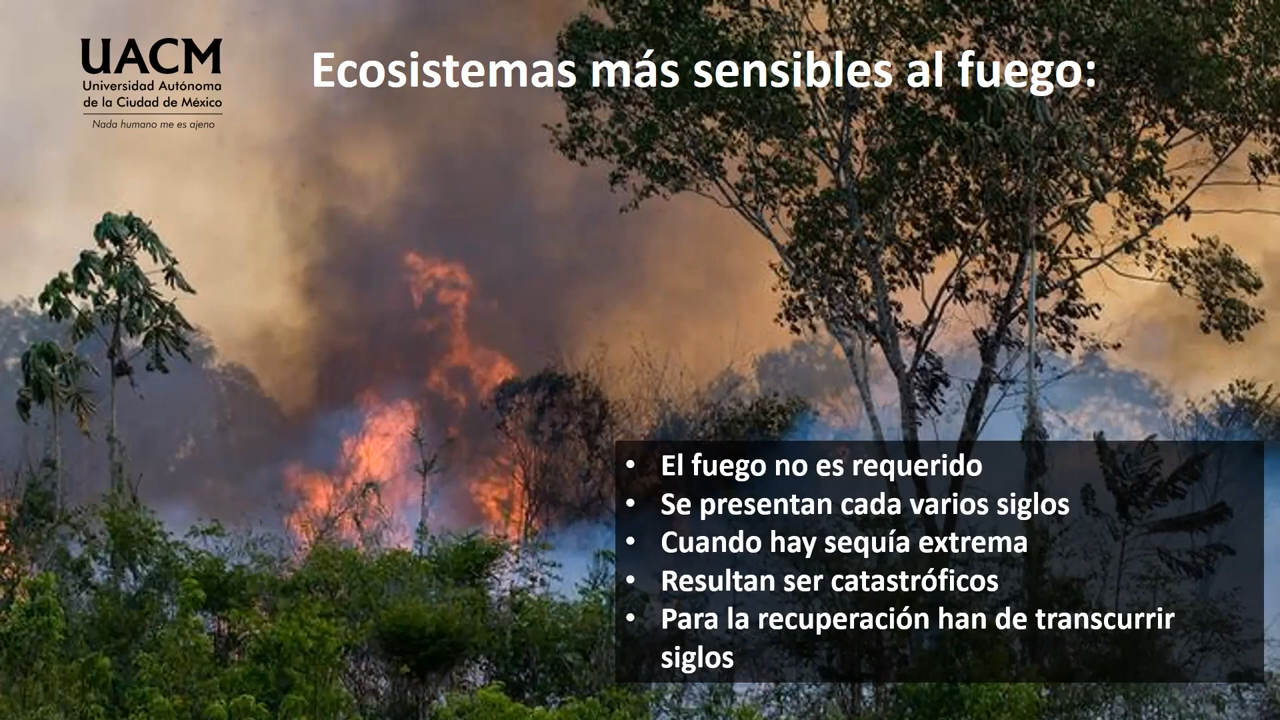 UACM
Universidad Autónoma
de la Ciudad de México
Nada humano me es ajeno
Ecosistemas más sensibles al fuego:
• El fuego no es requerido
• Se presentan cada varios siglos
• Cuando hay sequía extrema
• Resultan ser catastróficos
• Para la recuperación han de transcurrir
siglos